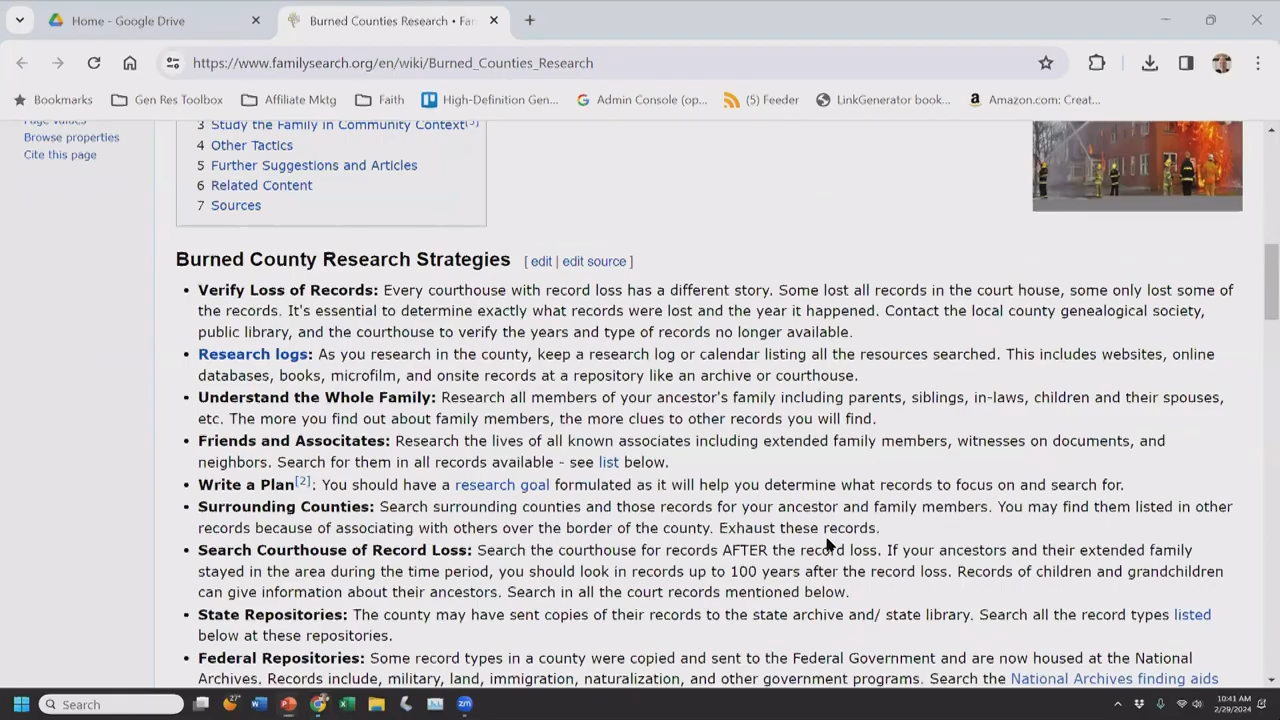 Home - Google Drive
Burned Counties Research • Fam
https://www.familysearch.org/en/wiki/Burned_Counties_Research
Bookmarks
Gen Res Toolbox
Affiliate Mktg
Faith
High-Definition Gen...
Admin Console (op...
(5) Feeder
LinkGenerator book...
Amazon.com: Creat...
Page values
Browse properties
Cite this page
3 Study the Family in Community Context[3]
4 Other Tactics
5 Further Suggestions and Articles
6 Related Content
7 Sources
Burned County Research Strategies [ edit | edit source ]
• Verify Loss of Records: Every courthouse with record loss has a different story. Some lost all records in the court house, some only lost some of
the records. It's essential to determine exactly what records were lost and the year it happened. Contact the local county genealogical society,
public library, and the courthouse to verify the years and type of records no longer available.
• Research logs: As you research in the county, keep a research log or calendar listing all the resources searched. This includes websites, online
databases, books, microfilm, and onsite records at a repository like an archive or courthouse.
• Understand the Whole Family: Research all members of your ancestor's family including parents, siblings, in-laws, children and their spouses,
etc. The more you find out about family members, the more clues to other records you will find.
• Friends and Associtates: Research the lives of all known associates including extended family members, witnesses on documents, and
neighbors. Search for them in all records available - see list below.
• Write a Plan[2]: You should have a research goal formulated as it will help you determine what records to focus on and search for.
• Surrounding Counties: Search surrounding counties and those records for your ancestor and family members. You may find them listed in other
records because of associating with others over the border of the county. Exhaust these records.
• Search Courthouse of Record Loss: Search the courthouse for records AFTER the record loss. If your ancestors and their extended family
stayed in the area during the time period, you should look in records up to 100 years after the record loss. Records of children and grandchildren
can give information about their ancestors. Search in all the court records mentioned below.
• State Repositories: The county may have sent copies of their records to the state archive and/ state library. Search all the record types listed
below at these repositories.
• Federal Repositories: Some record types in a county were copied and sent to the Federal Government and are now housed at the National
Archives. Records include, military, land, immigration, naturalization, and other government programs. Search the National Archives finding aids
Search
27°
10:41 AM
2/29/2024